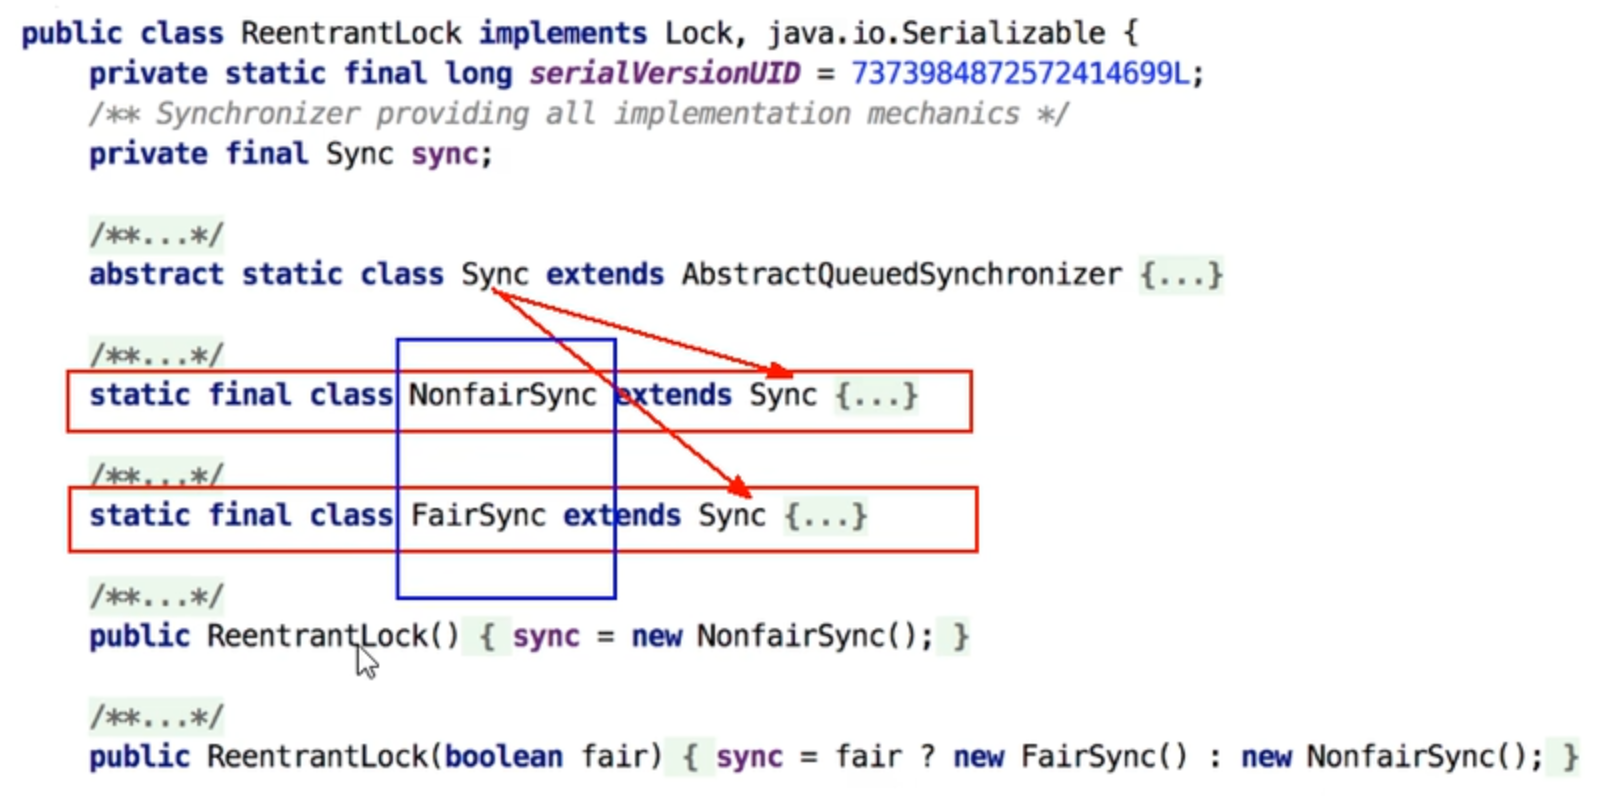 public class ReentrantLock implements Lock, java.io.Serializable {
private static final long serialVersionUID = 7373984872572414699L;
/** Synchronizer providing all implementation mechanics */
private final Sync sync;
/**...*/
abstract static class Sync extends AbstractQueuedSynchronizer {...}
/**...*/
static final class NonfairSync extends Sync {...}
/**...*/
static final class FairSync extends Sync {...}
/**...*/
public ReentrantLock() { sync = new NonfairSync(); }
/**...*/
public ReentrantLock(boolean fair) { sync = fair ? new FairSync() : new NonfairSync(); }